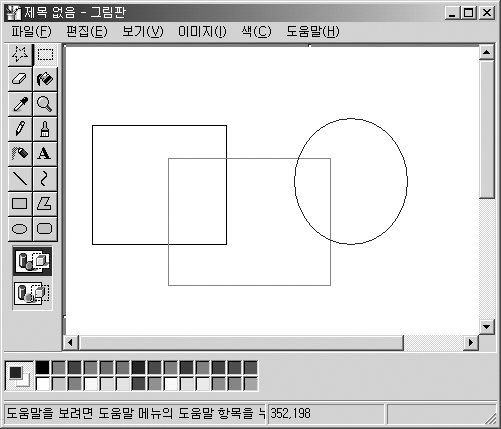 제목 없음 - 그림판
파일(F) 편집(E) 보기(V) 이미지(I) 색(C) 도움말(H)
A
도움말을 보려면 도움말 메뉴의 도움말 항목을 352,198